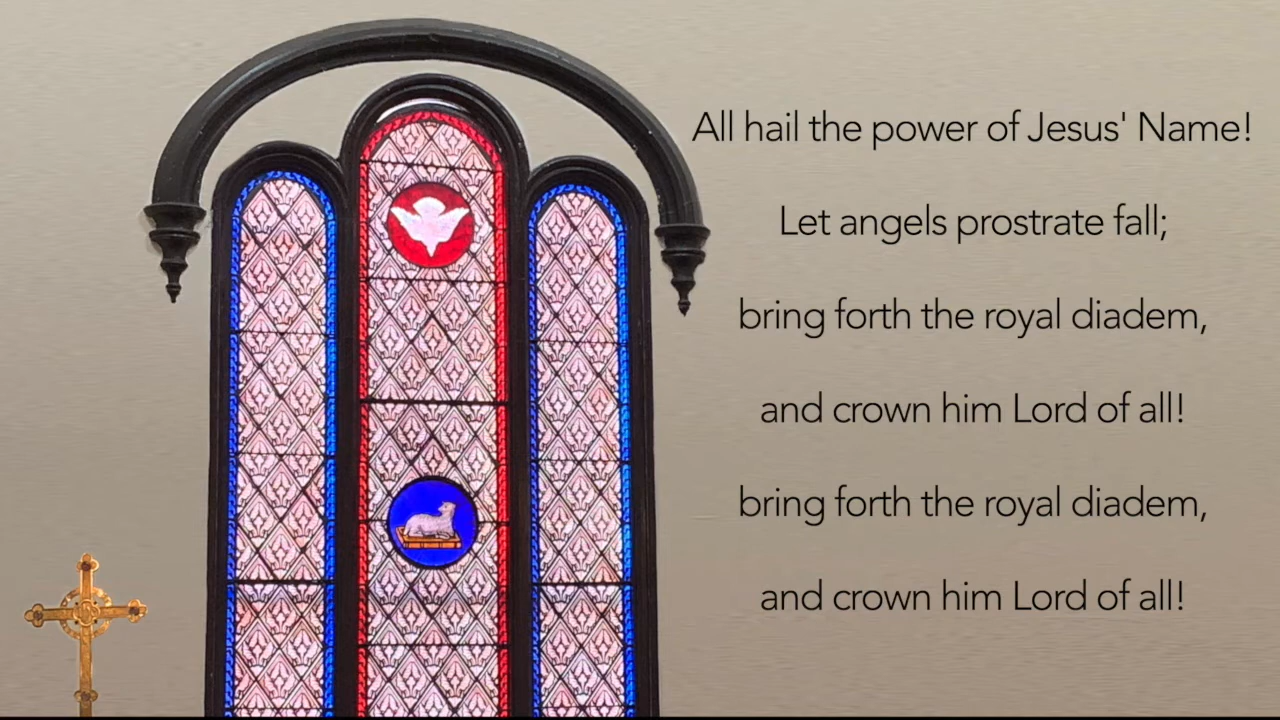 All hail the power of Jesus' Name!
Let angels prostrate fall;
bring forth the royal diadem,
and crown him Lord of all!
bring forth the royal diadem,
and crown him Lord of all!